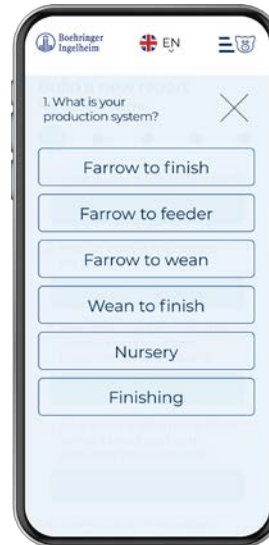 Boehringer
Ingelheim
EN
1. What is your
production system?
Farrow to finish
Farrow to feeder
Farrow to wean
Wean to finish
Nursery
Finishing